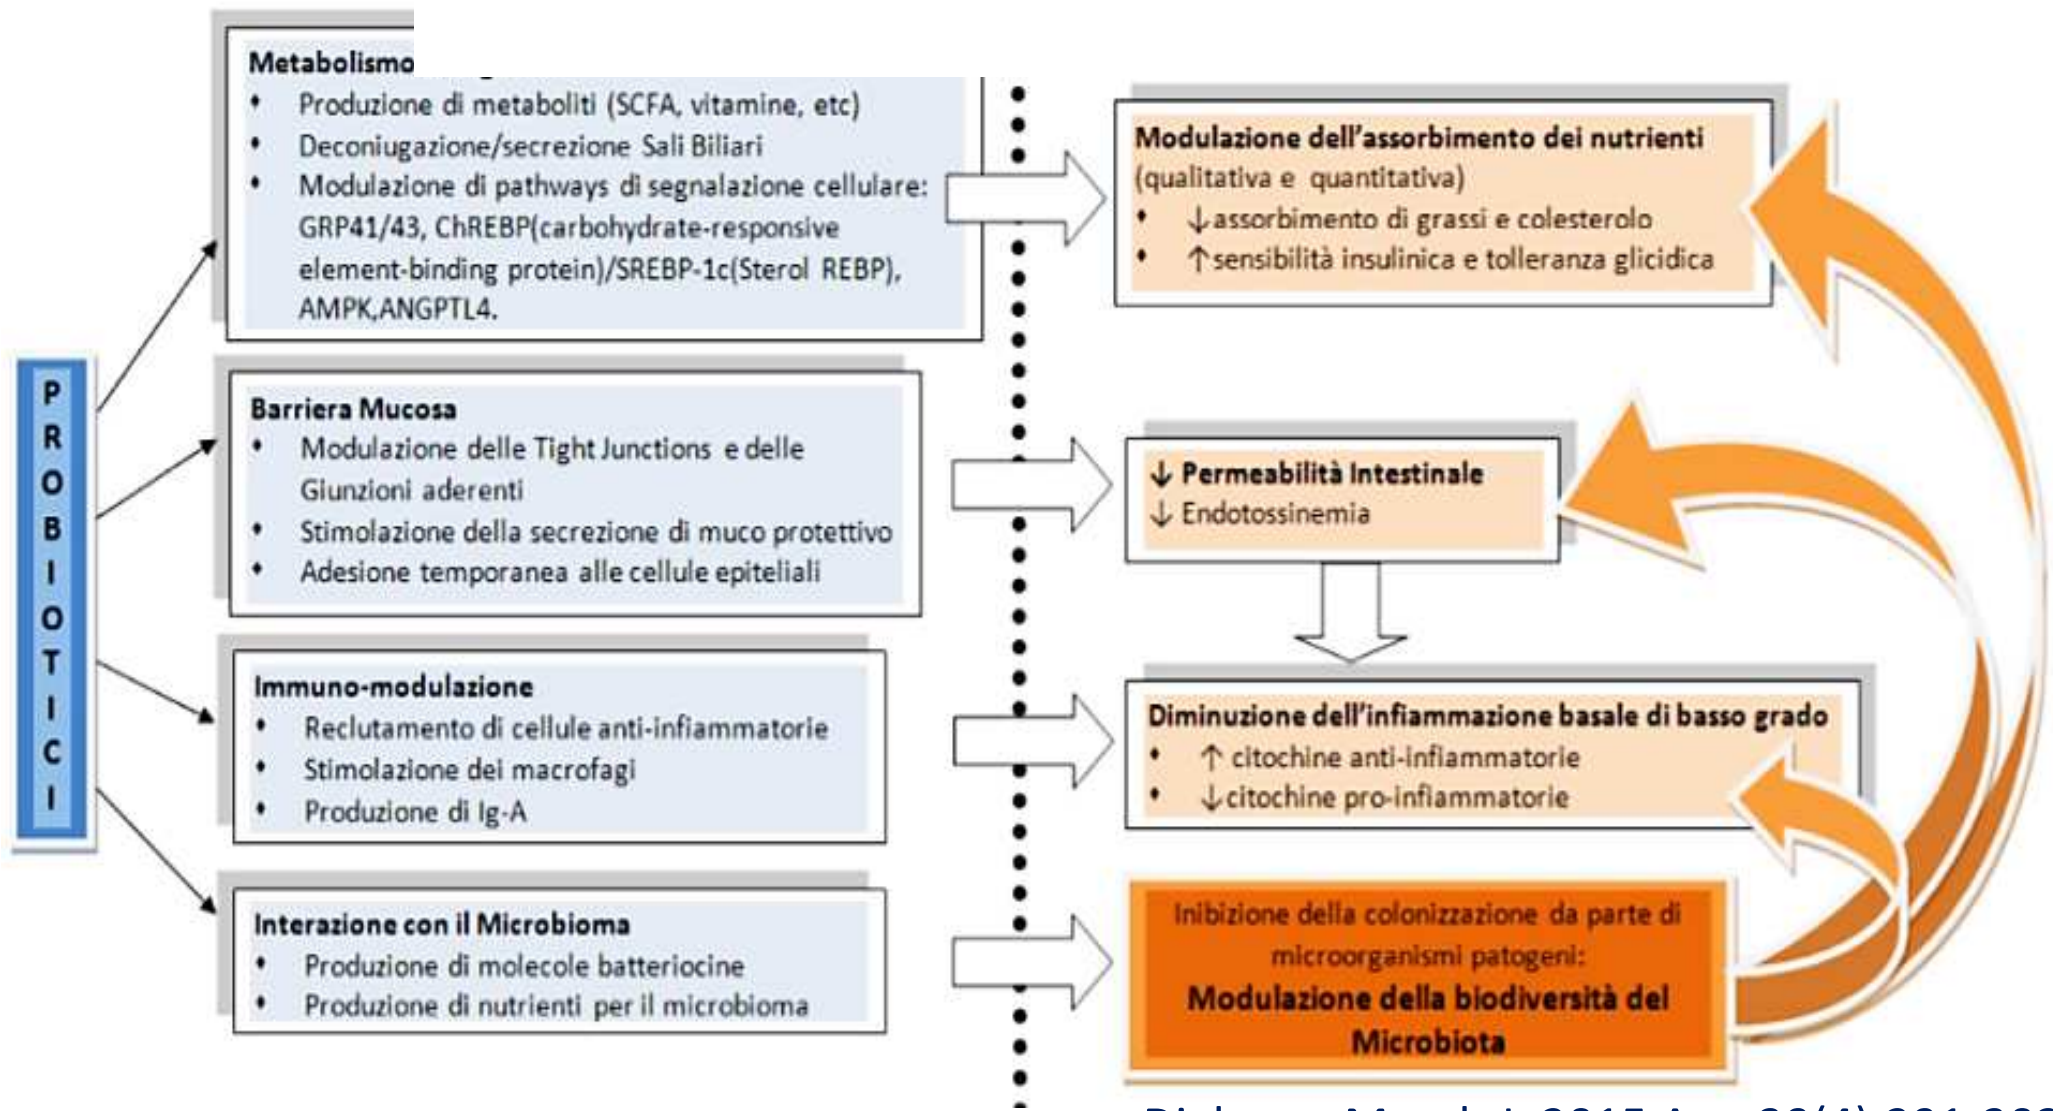 PROBIOTICI
Metabolismo
• Produzione di metaboliti (SCFA, vitamine, etc)
• Deconiugazione/secrezione Sali Biliari
• Modulazione di pathways di segnalazione cellulare:
GRP41/43, ChREBP(carbohydrate-responsive
element-binding protein)/SREBP-1c(Sterol REBP),
AMPK,ANGPTL4.
Barriera Mucosa
• Modulazione delle Tight Junctions e delle
Giunzioni aderenti
• Stimolazione della secrezione di muco protettivo
• Adesione temporanea alle cellule epiteliali
Immuno-modulazione
• Reclutamento di cellule anti-infiammatorie
• Stimolazione dei macrofagi
• Produzione di Ig-A
Interazione con il Microbioma
• Produzione di molecole batteriocine
• Produzione di nutrienti per il microbioma
Modulazione dell'assorbimento dei nutrienti
(qualitativa e quantitativa)
• ↓assorbimento di grassi e colesterolo
• ↑sensibilità insulinica e tolleranza glicidica
↓ Permeabilità Intestinale
↓ Endotossinemia
Diminuzione dell'infiammazione basale di basso grado
• ↑ citochine anti-infiammatorie
• ↓citochine pro-infiammatorie
Inibizione della colonizzazione da parte di
microorganismi patogeni:
Modulazione della biodiversità del
Microbiota